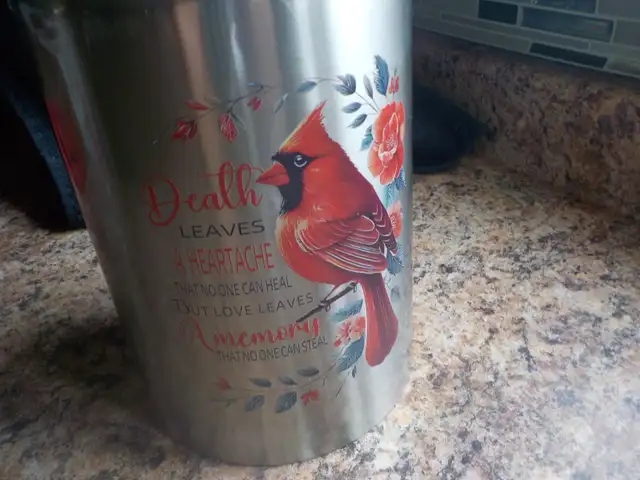 Death
LEAVES
A HEARTACHE
THAT NO ONE CAN HEAL
BUT LOVE LEAVES
A memory
THAT NO ONE CAN STEAL